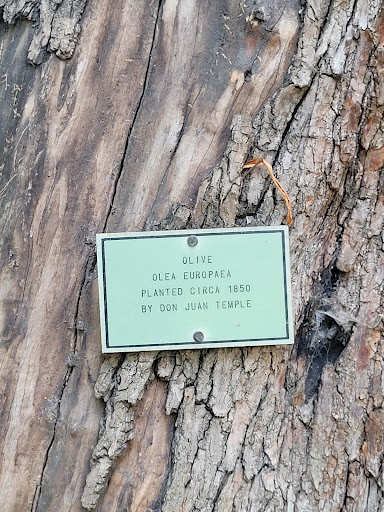 OLIVE
OLEA EUROPAEA
PLANTED CIRCA 1850
BY DON JUAN TEMPLE